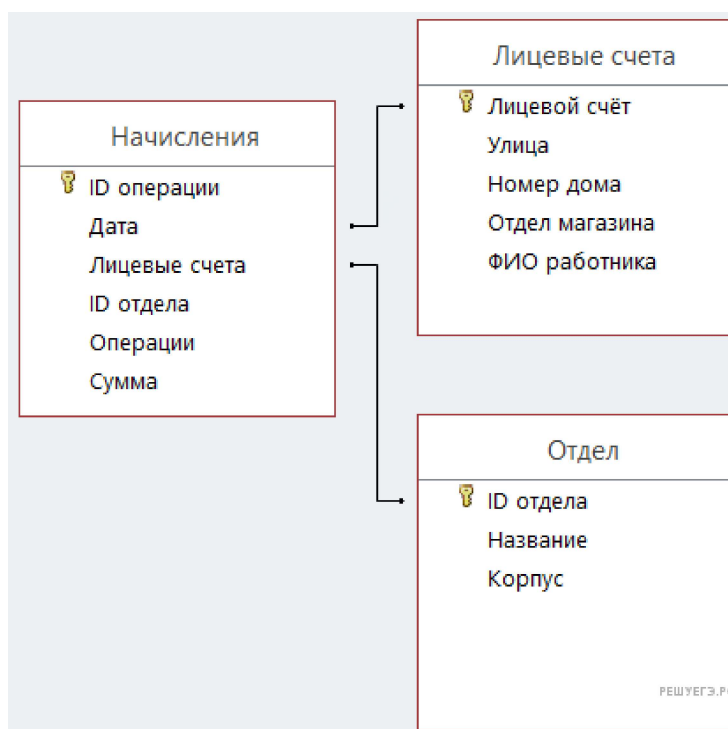 Начисления
ID операции
Дата
Лицевые счета
ID отдела
Операции
Сумма
Лицевые счета
Лицевой счёт
Улица
Номер дома
Отдел магазина
ФИО работника
Отдел
ID отдела
Название
Корпус